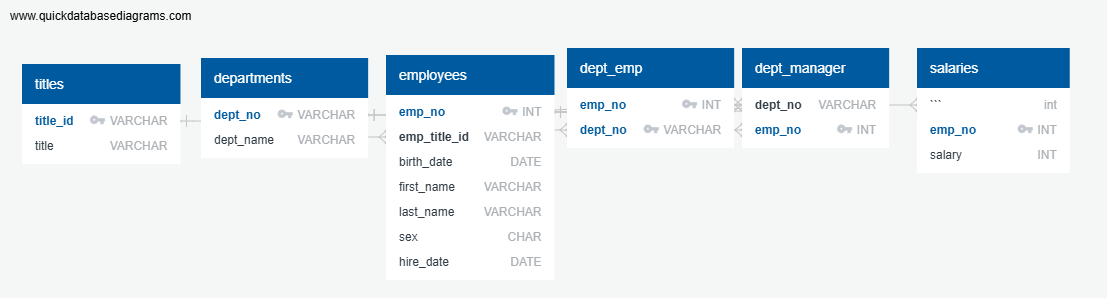 www.quickdatabasediagrams.com
titles
title_id VARCHAR
title VARCHAR
departments
dept_no VARCHAR
dept_name VARCHAR
employees
emp_no INT
emp_title_id VARCHAR
birth_date DATE
first_name VARCHAR
last_name VARCHAR
sex CHAR
hire_date DATE
dept_emp
emp_no INT
dept_no VARCHAR
dept_manager
dept_no VARCHAR
emp_no INT
salaries
``` int
emp_no INT
salary INT